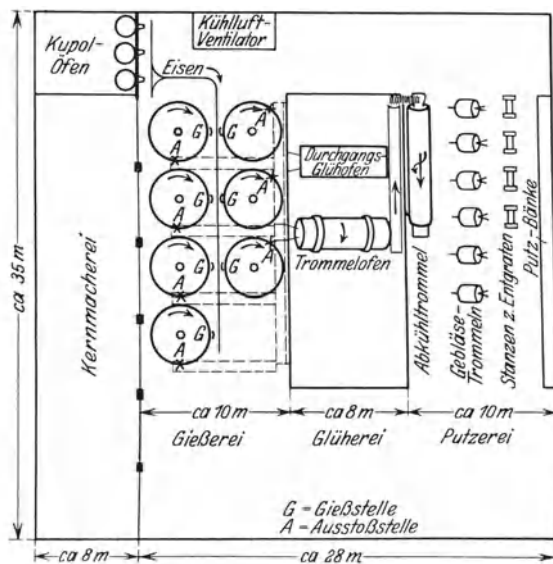 Kühlluft-
Ventilator
Kupol-
Öfen
Eisen
G
G
A
A
Durchgangs-
Glühofen
G
G
A
A
Trommelofen
G
G
A
A
G
A
ca 35 m
Kernmacherei
Abkühltrommel
Gebläse-
Trommeln
Stanzen z. Entgraten
Putz-Bänke
ca 10 m
ca 8 m
ca 10 m
Gießerei
Glüherei
Putzerei
G = Gießstelle
A = Ausstoßstelle
ca 8 m
ca 28 m